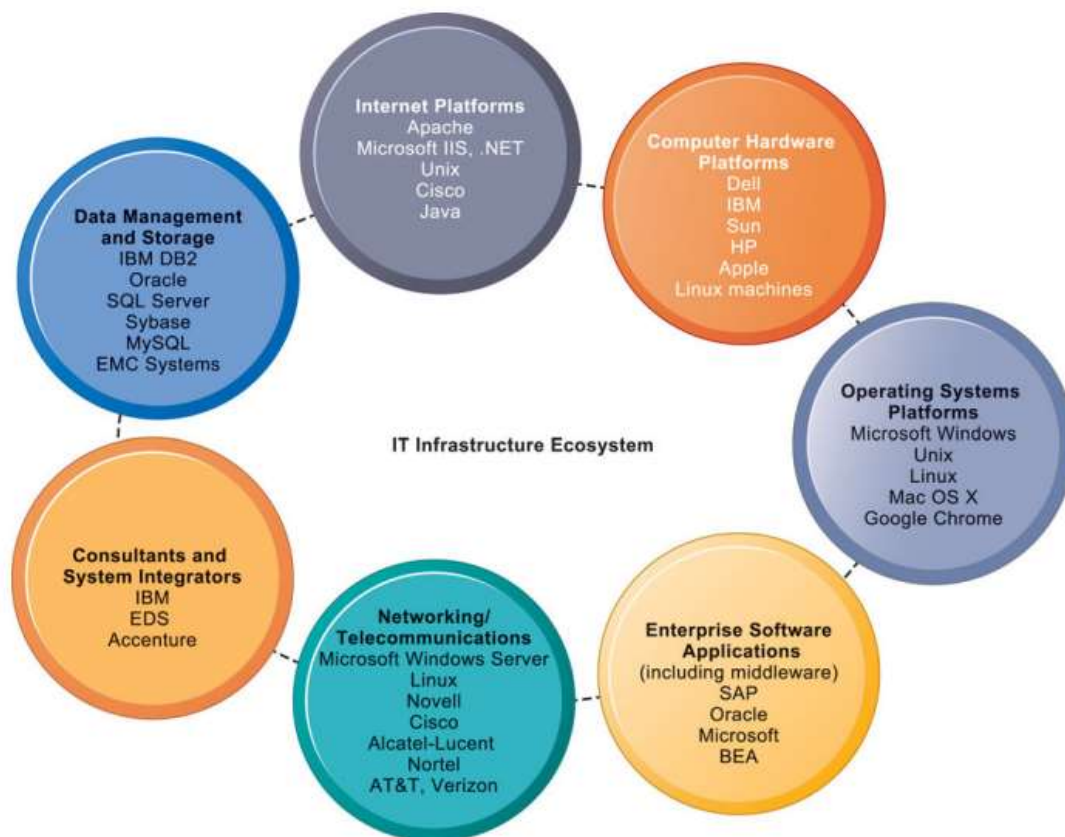 Internet Platforms
Apache
Microsoft IIS, .NET
Unix
Cisco
Java
Computer Hardware
Platforms
Dell
IBM
Sun
HP
Apple
Linux machines
Operating Systems
Platforms
Microsoft Windows
Unix
Linux
Mac OS X
Google Chrome
Enterprise Software
Applications
(including middleware)
SAP
Oracle
Microsoft
BEA
Networking/
Telecommunications
Microsoft Windows Server
Linux
Novell
Cisco
Alcatel-Lucent
Nortel
AT&T, Verizon
Consultants and
System Integrators
IBM
EDS
Accenture
Data Management
and Storage
IBM DB2
Oracle
SQL Server
Sybase
MySQL
EMC Systems
IT Infrastructure Ecosystem